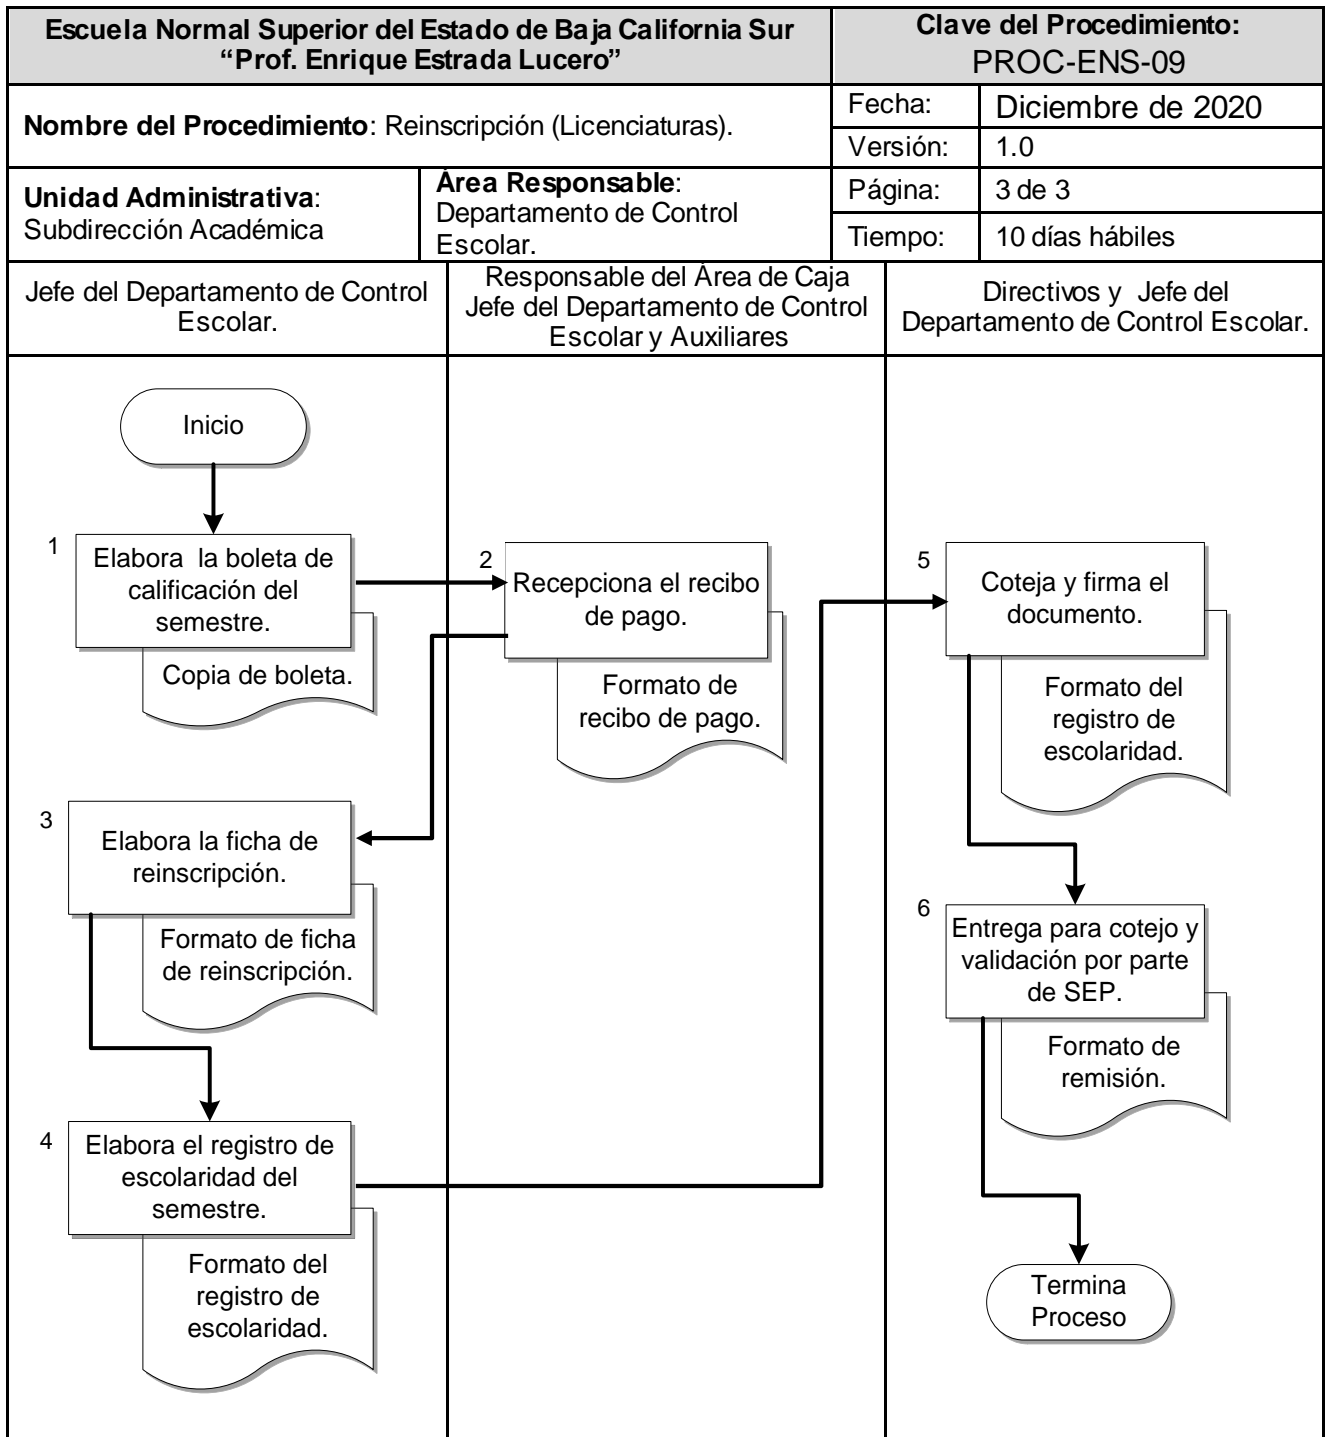 Escuela Normal Superior del Estado de Baja California Sur
“Prof. Enrique Estrada Lucero”
Clave del Procedimiento:
PROC-ENS-09
Nombre del Procedimiento: Reinscripción (Licenciaturas).
Fecha:
Diciembre de 2020
Versión:
1.0
Unidad Administrativa:
Subdirección Académica
Área Responsable:
Departamento de Control
Escolar.
Página:
3 de 3
Tiempo:
10 días hábiles
Jefe del Departamento de Control
Escolar.
Responsable del Área de Caja
Jefe del Departamento de Control
Escolar y Auxiliares
Directivos y Jefe del
Departamento de Control Escolar.
Inicio
1
Elabora la boleta de
calificación del
semestre.
Copia de boleta.
2
Recepciona el recibo
de pago.
Formato de
recibo de pago.
3
Elabora la ficha de
reinscripción.
Formato de ficha
de reinscripción.
4
Elabora el registro de
escolaridad del
semestre.
Formato del
registro de
escolaridad.
5
Coteja y firma el
documento.
Formato del
registro de
escolaridad.
6
Entrega para cotejo y
validación por parte
de SEP.
Formato de
remisión.
Termina
Proceso